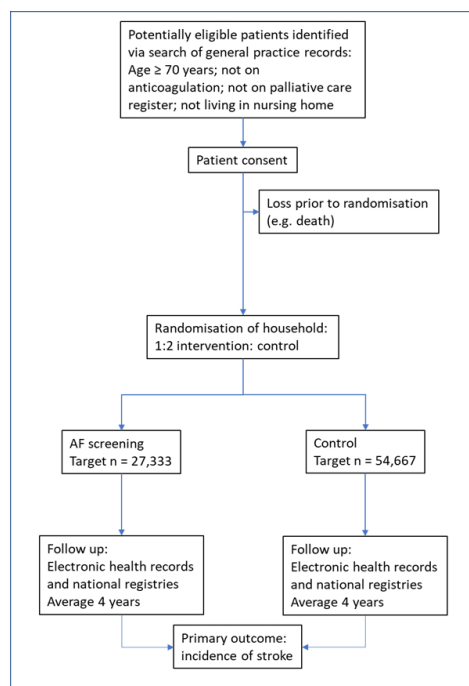 Potentially eligible patients identified
via search of general practice records:
Age ≥ 70 years; not on
anticoagulation; not on palliative care
register; not living in nursing home
Patient consent
Loss prior to randomisation
(e.g. death)
Randomisation of household:
1:2 intervention: control
AF screening
Target n = 27,333
Control
Target n = 54,667
Follow up:
Electronic health records
and national registries
Average 4 years
Follow up:
Electronic health records
and national registries
Average 4 years
Primary outcome:
incidence of stroke